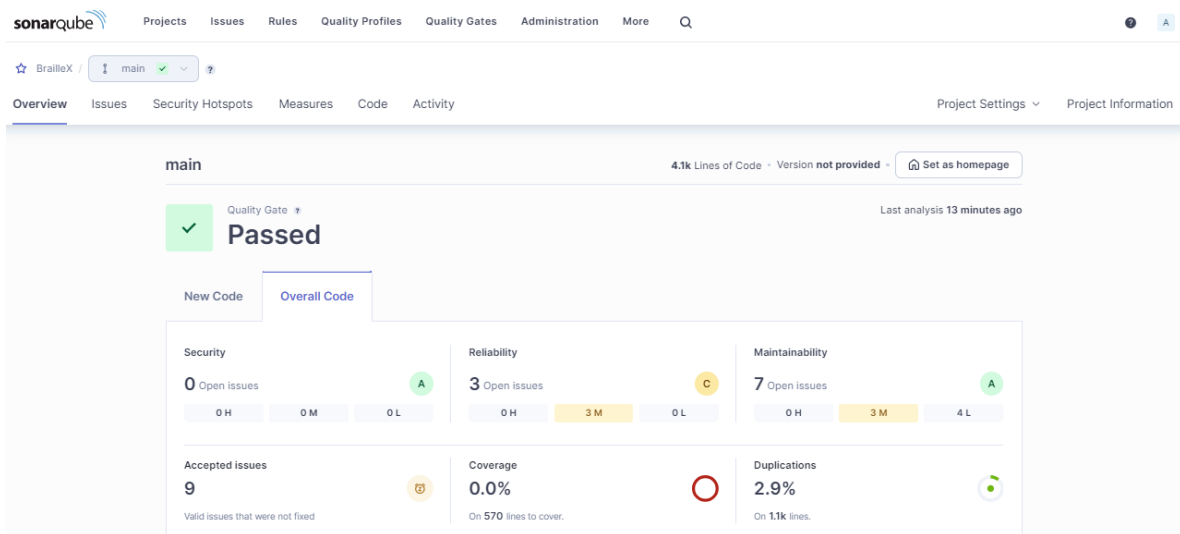 sonarqube Projects Issues Rules Quality Profiles Quality Gates Administration More ? A
BrailleX / main ?
Overview Issues Security Hotspots Measures Code Activity Project Settings Project Information
main 4.1k Lines of Code • Version not provided • Set as homepage
Quality Gate ? Last analysis 13 minutes ago
Passed
New Code Overall Code
Security Reliability Maintainability
0 Open issues A 3 Open issues C 7 Open issues A
0 H 0 M 0 L 0 H 3 M 0 L 0 H 3 M 4 L
Accepted issues Coverage Duplications
9 0.0% 2.9%
Valid issues that were not fixed On 570 lines to cover. On 1.1k lines.